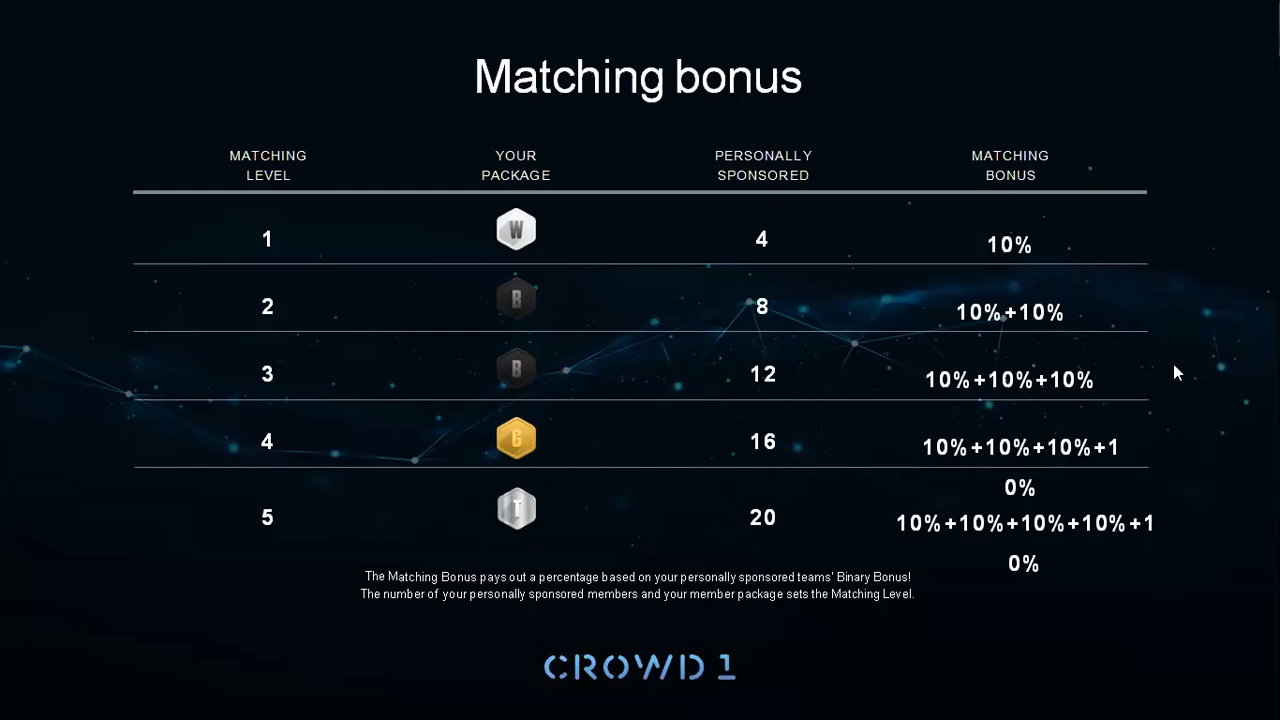 Matching bonus
MATCHING LEVEL YOUR PACKAGE PERSONALLY SPONSORED MATCHING BONUS
1 W 4 10%
2 B 8 10%+10%
3 B 12 10%+10%+10%
4 G 16 10%+10%+10%+1
0%
5 T 20 10%+10%+10%+10%+1
0%
The Matching Bonus pays out a percentage based on your personally sponsored teams' Binary Bonus!
The number of your personally sponsored members and your member package sets the Matching Level.
CROWD 1